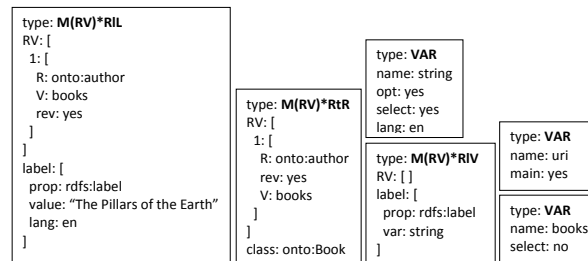 type: M(RV)*RlL
RV: [
1: [
R: onto:author
V: books
rev: yes
]
]
label: [
prop: rdfs:label
value: “The Pillars of the Earth”
lang: en
]
type: M(RV)*RtR
RV: [
1: [
R: onto:author
rev: yes
V: books
]
]
class: onto:Book
type: VAR
name: string
opt: yes
select: yes
lang: en
type: M(RV)*RlV
RV: [ ]
label: [
prop: rdfs:label
var: string
]
type: VAR
name: uri
main: yes
type: VAR
name: books
select: no